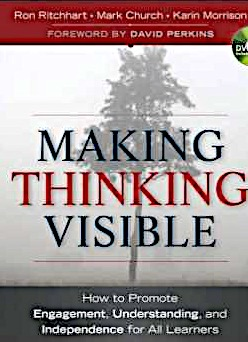 Ron Ritchhart • Mark Church • Karin Morrison
FOREWORD BY DAVID PERKINS
DVD
MAKING
THINKING
VISIBLE
How to Promote
Engagement, Understanding, and
Independence for All Learners